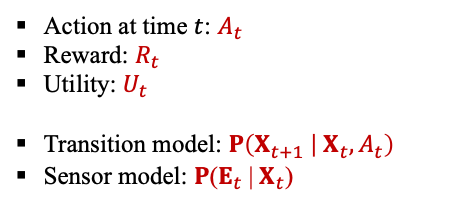 ▪ Action at time t: Aₜ
▪ Reward: Rₜ
▪ Utility: Uₜ
▪ Transition model: P(Xₜ₊₁ | Xₜ, Aₜ)
▪ Sensor model: P(Eₜ | Xₜ)